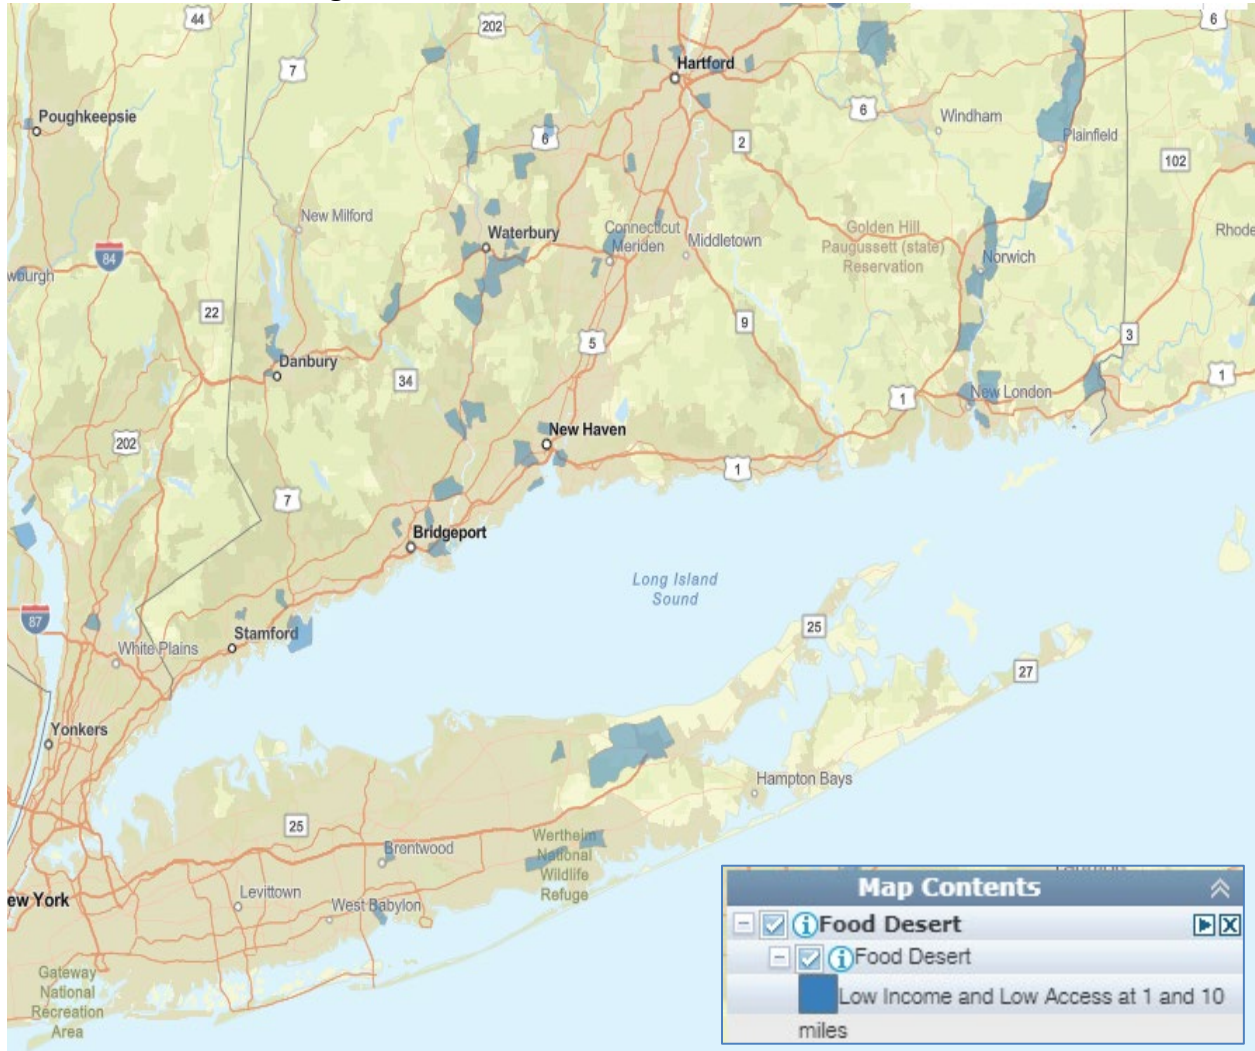 44
202
6
7
Hartford
Poughkeepsie
6
Windham
6
2
Plainfield
102
New Milford
Connecticut
Waterbury
Meriden
Middletown
Golden Hill
Paugussett (state)
Reservation
Rhode
84
wburgh
Norwich
22
9
5
3
Danbury
34
1
1
New London
202
New Haven
1
7
Bridgeport
Long Island
Sound
87
25
Stamford
White Plains
27
Yonkers
Hampton Bays
25
Wertheim
National
Wildlife
Refuge
Brentwood
Levittown
West Babylon
ew York
Gateway
National
Recreation
Area
Map Contents
Food Desert
Food Desert
Low Income and Low Access at 1 and 10
miles